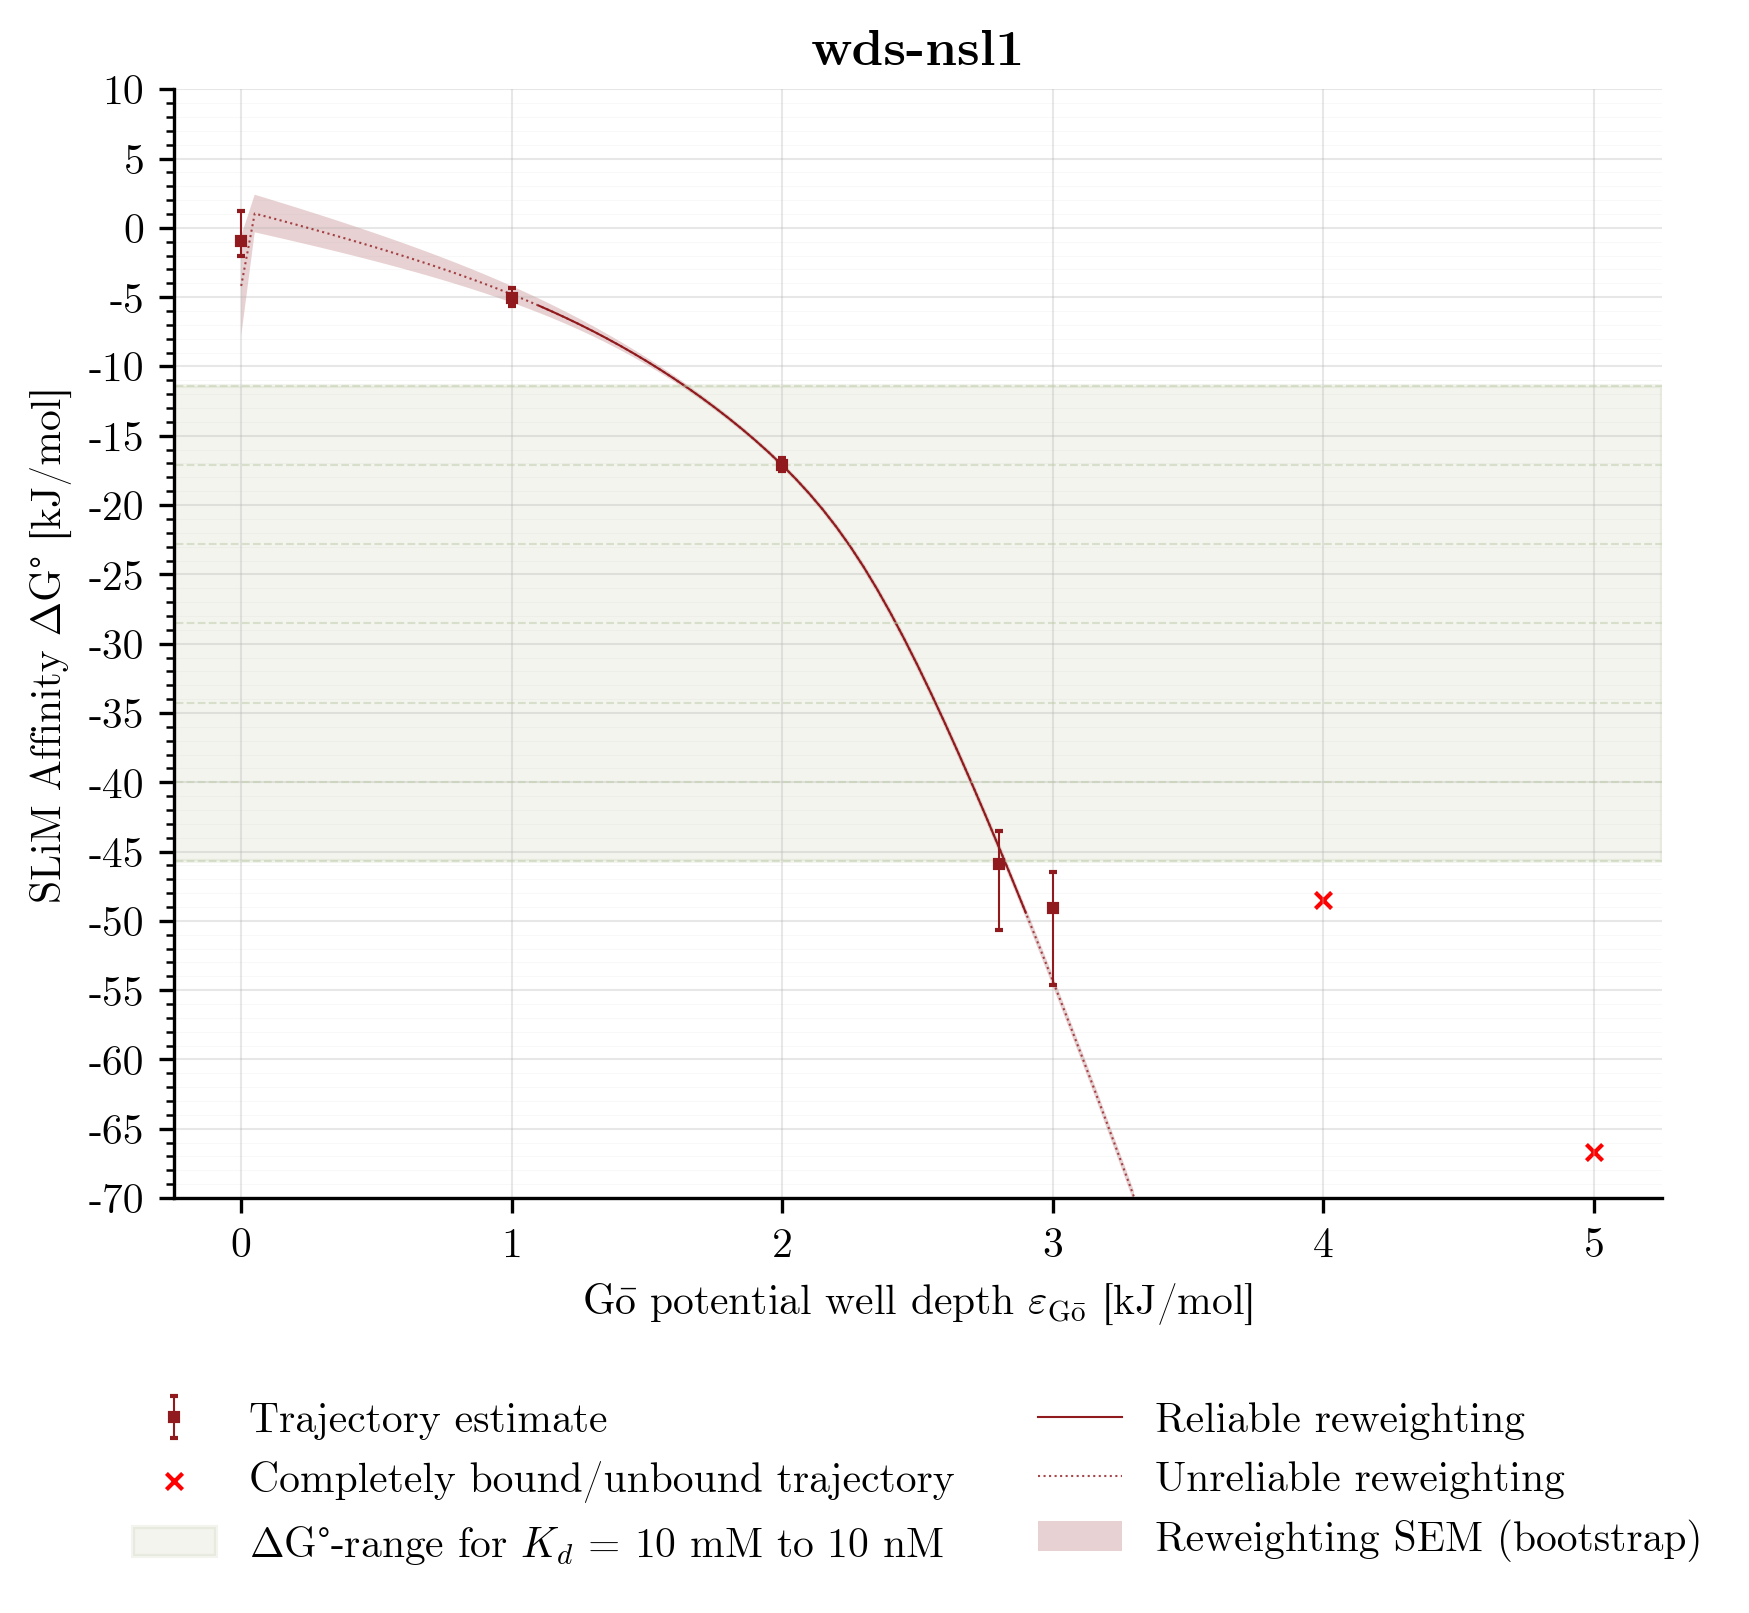 wds-nsl1
10
5
0
-5
-10
-15
-20
-25
-30
-35
-40
-45
-50
-55
-60
-65
-70
SLiM Affinity ΔG° [kJ/mol]
0 1 2 3 4 5
Gō potential well depth ε_Gō [kJ/mol]
Trajectory estimate
Completely bound/unbound trajectory
ΔG°-range for K_d = 10 mM to 10 nM
Reliable reweighting
Unreliable reweighting
Reweighting SEM (bootstrap)